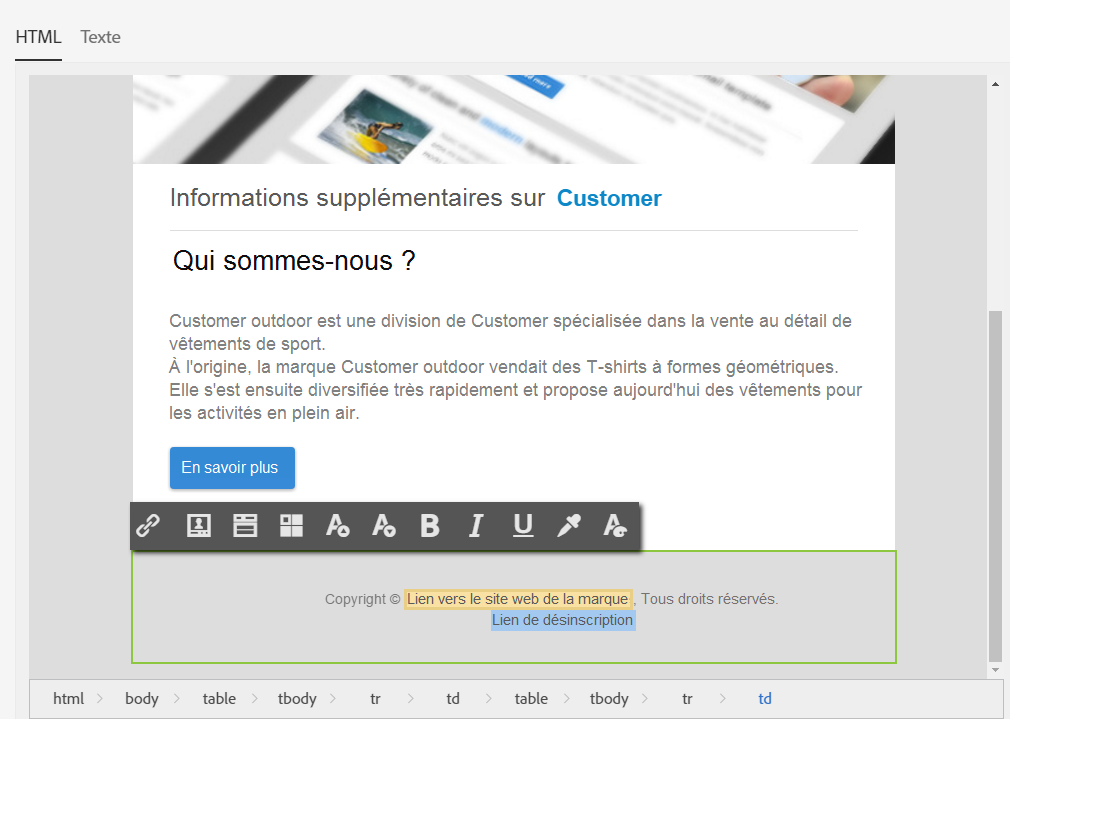 HTML Texte
Informations supplémentaires sur Customer
Qui sommes-nous ?
Customer outdoor est une division de Customer spécialisée dans la vente au détail de
vêtements de sport.
À l'origine, la marque Customer outdoor vendait des T-shirts à formes géométriques.
Elle s'est ensuite diversifiée très rapidement et propose aujourd'hui des vêtements pour
les activités en plein air.
En savoir plus
B I U
Copyright © Lien vers le site web de la marque , Tous droits réservés.
Lien de désinscription
html body table tbody tr td table tbody tr td